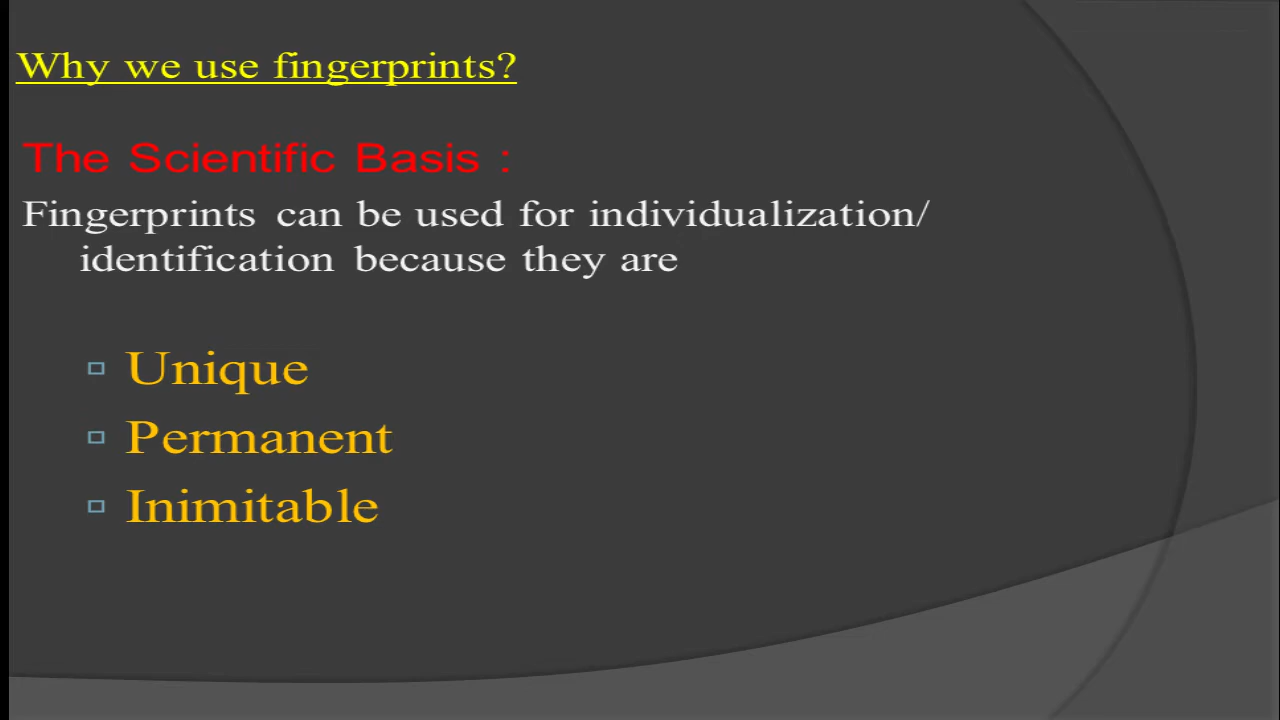 Why we use fingerprints?
The Scientific Basis :
Fingerprints can be used for individualization/
identification because they are
Unique
Permanent
Inimitable